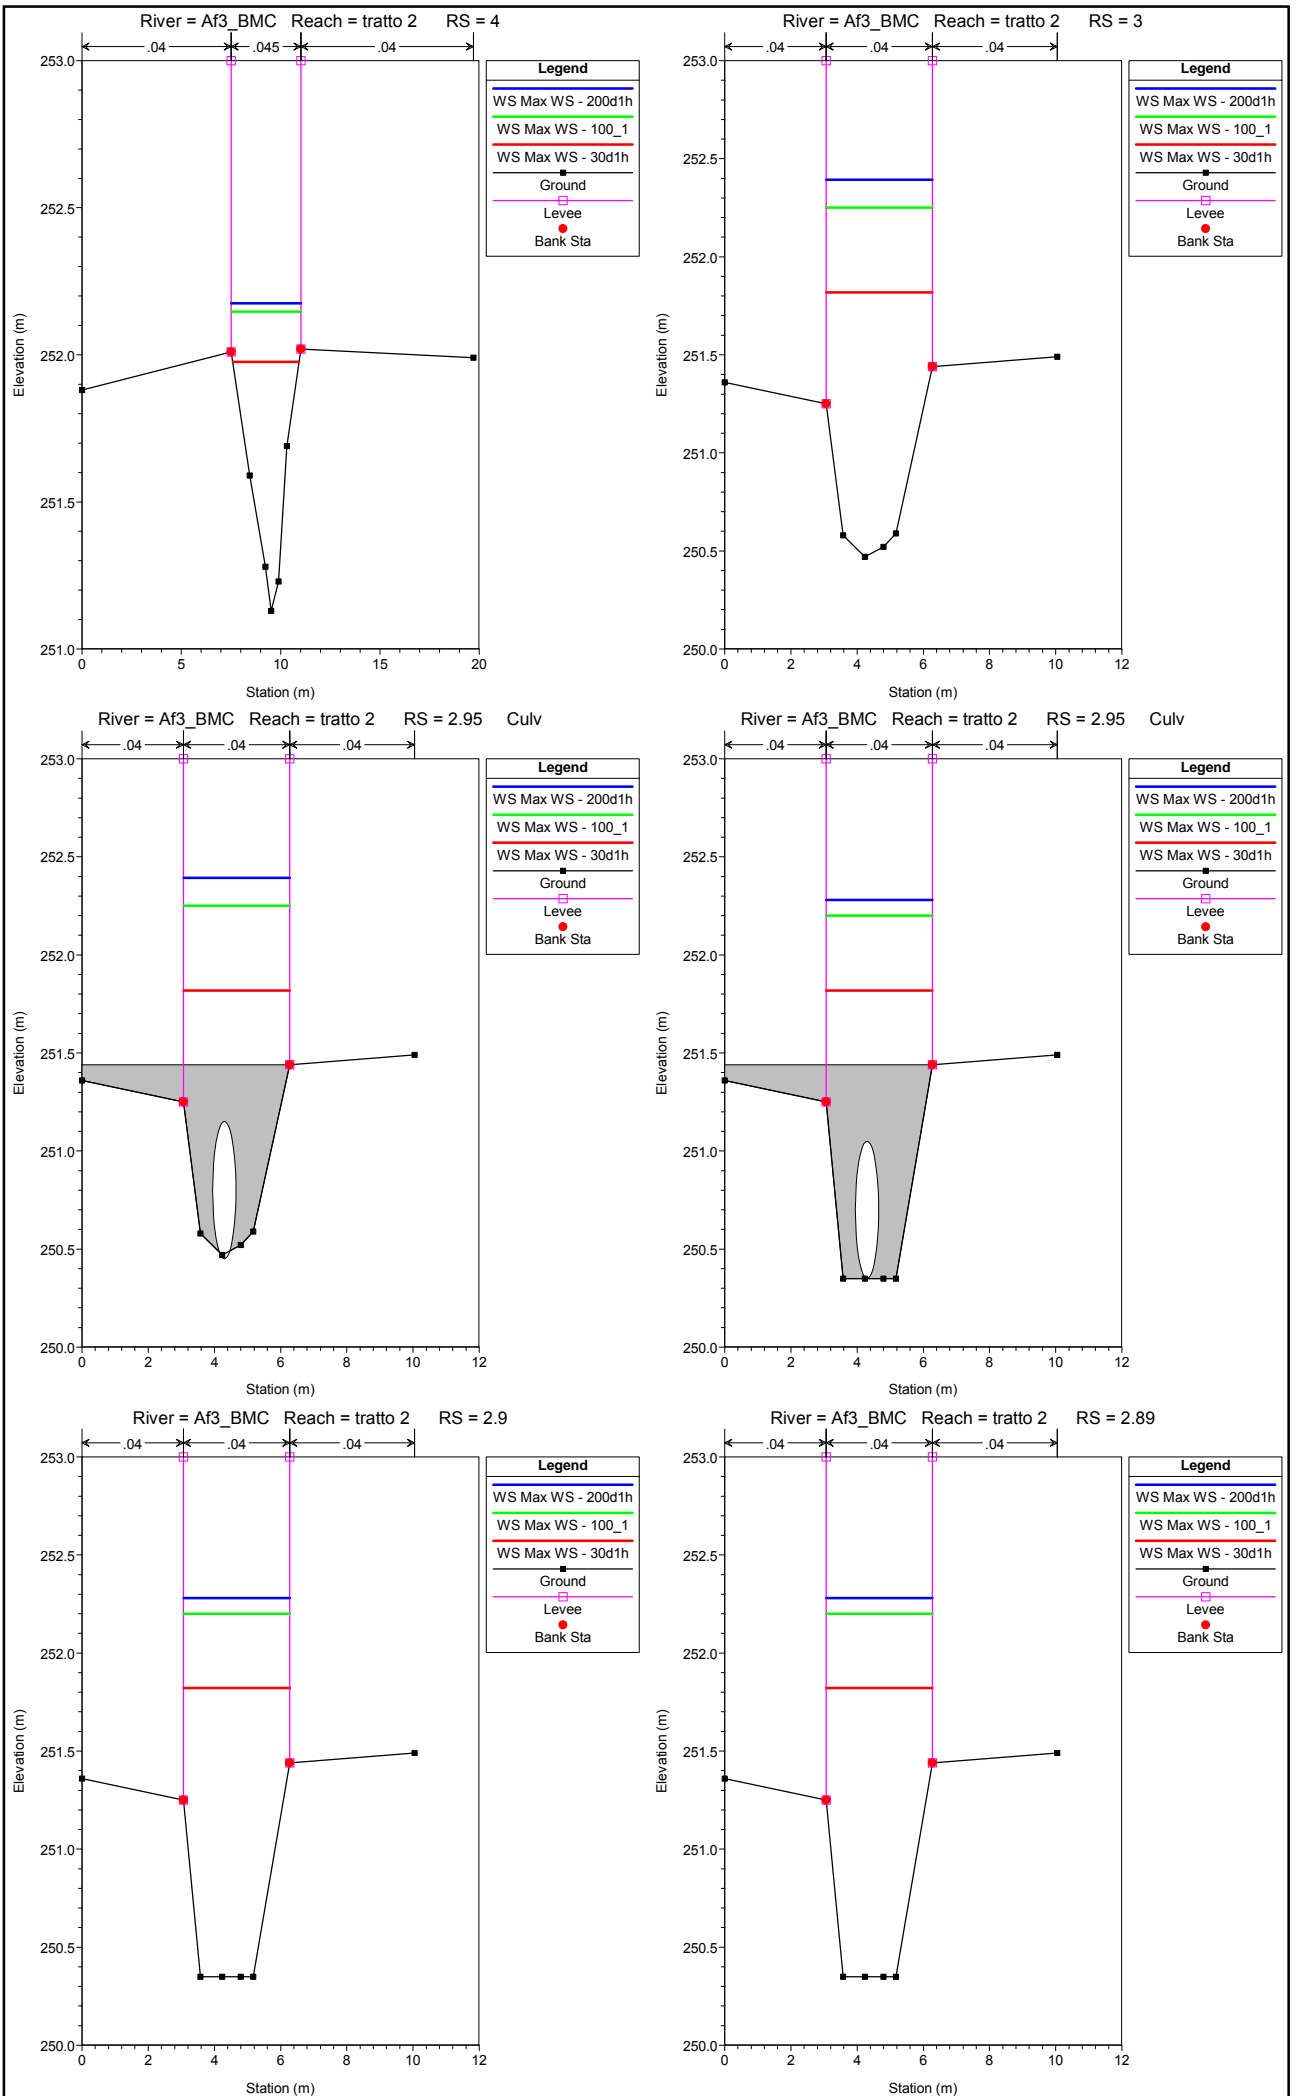 River = Af3_BMC Reach = tratto 2 RS = 4
.04 .045 .04
253.0
252.5
252.0
251.5
251.0
Elevation (m)
0 5 10 15 20
Station (m)
Legend
WS Max WS - 200d1h
WS Max WS - 100_1
WS Max WS - 30d1h
Ground
Levee
Bank Sta
River = Af3_BMC Reach = tratto 2 RS = 3
.04 .04 .04
253.0
252.5
252.0
251.5
251.0
250.5
250.0
Elevation (m)
0 2 4 6 8 10 12
Station (m)
Legend
WS Max WS - 200d1h
WS Max WS - 100_1
WS Max WS - 30d1h
Ground
Levee
Bank Sta
River = Af3_BMC Reach = tratto 2 RS = 2.95 Culv
.04 .04 .04
253.0
252.5
252.0
251.5
251.0
250.5
250.0
Elevation (m)
0 2 4 6 8 10 12
Station (m)
Legend
WS Max WS - 200d1h
WS Max WS - 100_1
WS Max WS - 30d1h
Ground
Levee
Bank Sta
River = Af3_BMC Reach = tratto 2 RS = 2.95 Culv
.04 .04 .04
253.0
252.5
252.0
251.5
251.0
250.5
250.0
Elevation (m)
0 2 4 6 8 10 12
Station (m)
Legend
WS Max WS - 200d1h
WS Max WS - 100_1
WS Max WS - 30d1h
Ground
Levee
Bank Sta
River = Af3_BMC Reach = tratto 2 RS = 2.9
.04 .04 .04
253.0
252.5
252.0
251.5
251.0
250.5
250.0
Elevation (m)
0 2 4 6 8 10 12
Station (m)
Legend
WS Max WS - 200d1h
WS Max WS - 100_1
WS Max WS - 30d1h
Ground
Levee
Bank Sta
River = Af3_BMC Reach = tratto 2 RS = 2.89
.04 .04 .04
253.0
252.5
252.0
251.5
251.0
250.5
250.0
Elevation (m)
0 2 4 6 8 10 12
Station (m)
Legend
WS Max WS - 200d1h
WS Max WS - 100_1
WS Max WS - 30d1h
Ground
Levee
Bank Sta